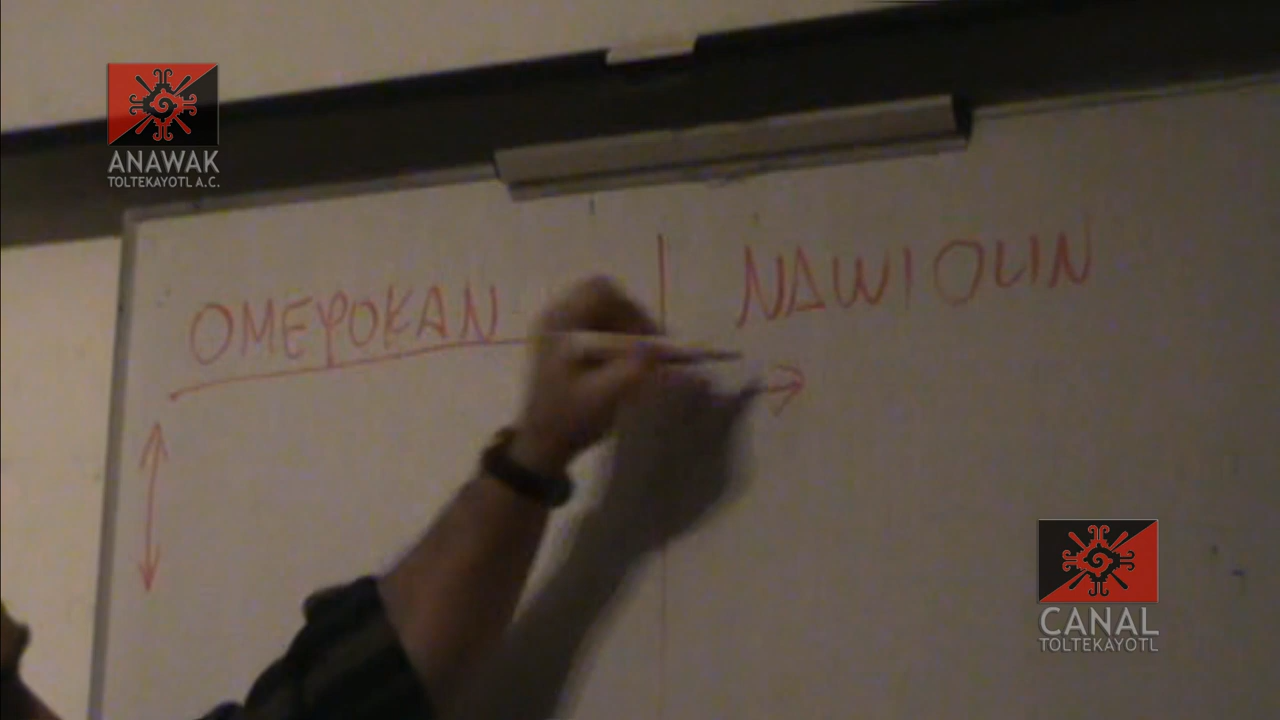 ANAWAK
TOLTEKAYOTL A.C.
OMEYOKAN
NAWIOLIN
CANAL
TOLTEKAYOTL